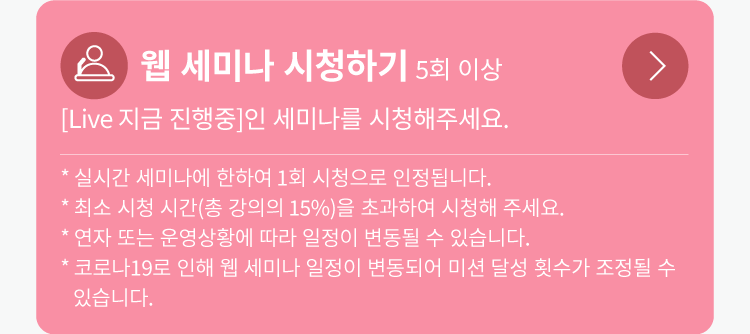 웹 세미나 시청하기 5회 이상
[Live 지금 진행중]인 세미나를 시청해주세요.
* 실시간 세미나에 한하여 1회 시청으로 인정됩니다.
* 최소 시청 시간(총 강의의 15%)을 초과하여 시청해 주세요.
* 연자 또는 운영상황에 따라 일정이 변동될 수 있습니다.
* 코로나19로 인해 웹 세미나 일정이 변동되어 미션 달성 횟수가 조정될 수
있습니다.